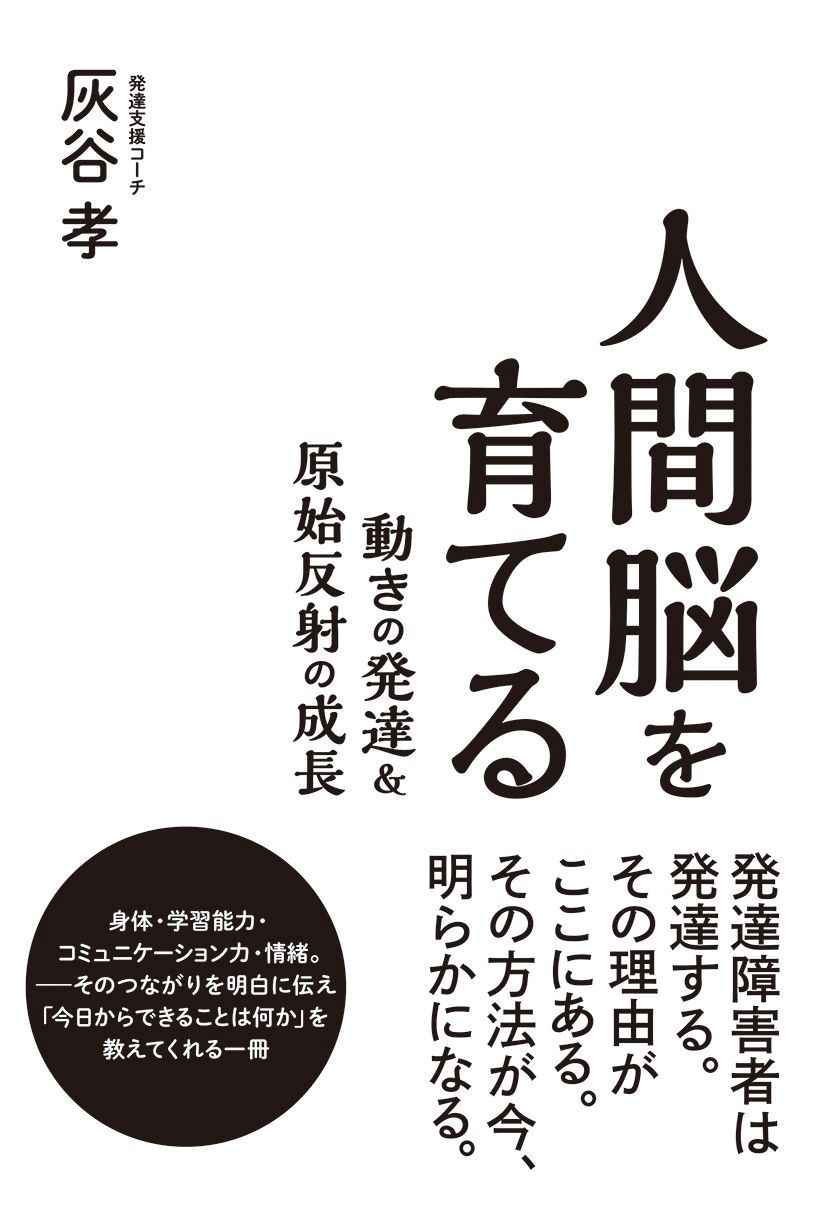 人間脳を
育てる
動きの発達&
原始反射の成長
発達支援コーチ
灰谷 孝
発達障害者は
発達する。
その理由が
ここにある。
その方法が今、
明らかになる。
身体・学習能力・
コミュニケーション力・情緒。
──そのつながりを明白に伝え
「今日からできることは何か」を
教えてくれる一冊